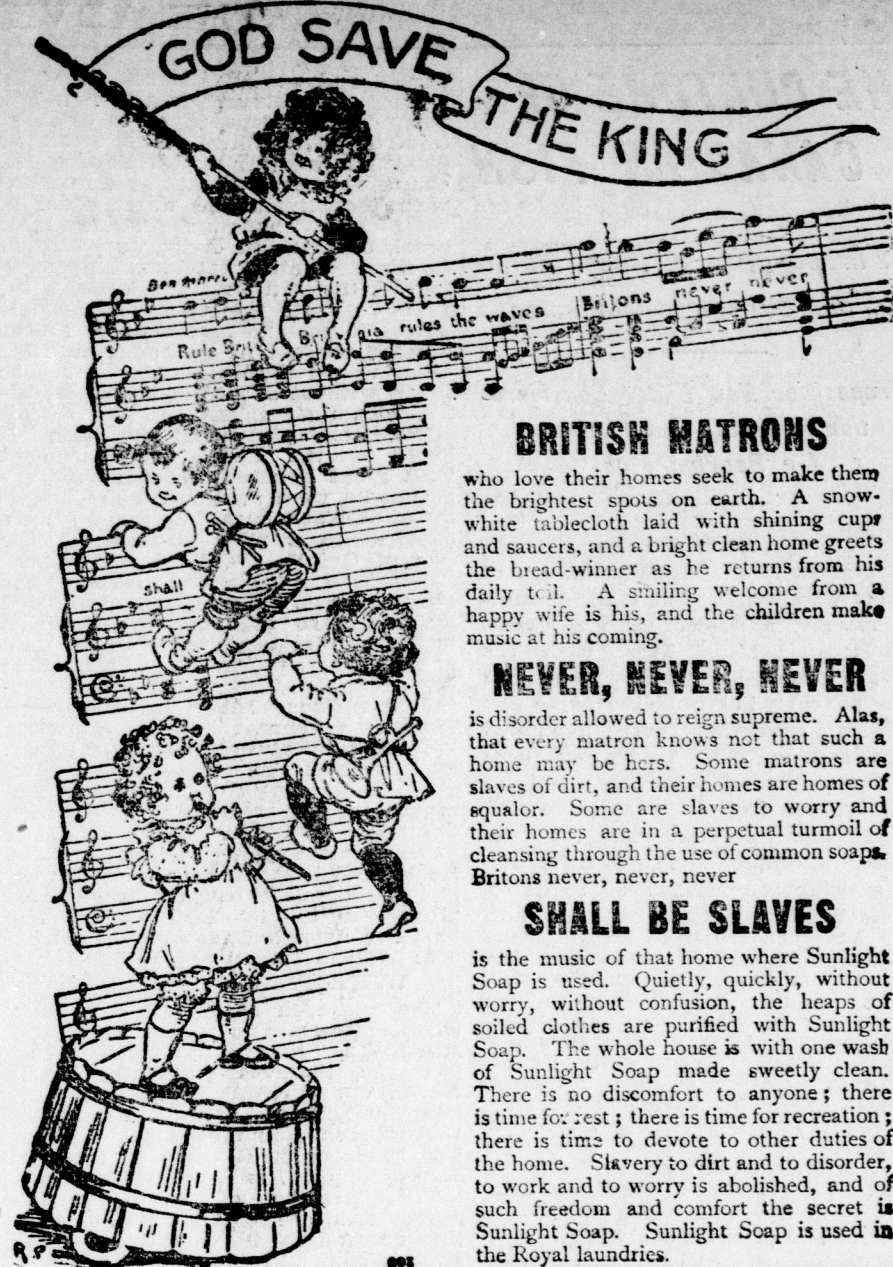 GOD SAVE
THE KING
Rule
rules the waves
Britons never never
shall
BRITISH MATRONS
who love their homes seek to make them
the brightest spots on earth. A snow-
white tablecloth laid with shining cups
and saucers, and a bright clean home greets
the bread-winner as he returns from his
daily toil. A smiling welcome from a
happy wife is his, and the children make
music at his coming.
NEVER, NEVER, NEVER
is disorder allowed to reign supreme. Alas,
that every matron knows not that such a
home may be hers. Some matrons are
slaves of dirt, and their homes are homes of
squalor. Some are slaves to worry and
their homes are in a perpetual turmoil of
cleansing through the use of common soaps.
Britons never, never, never
SHALL BE SLAVES
is the music of that home where Sunlight
Soap is used. Quietly, quickly, without
worry, without confusion, the heaps of
soiled clothes are purified with Sunlight
Soap. The whole house is with one wash
of Sunlight Soap made sweetly clean.
There is no discomfort to anyone; there
is time for rest; there is time for recreation;
there is time to devote to other duties of
the home. Slavery to dirt and to disorder,
to work and to worry is abolished, and of
such freedom and comfort the secret is
Sunlight Soap. Sunlight Soap is used in
the Royal laundries.
R.P.